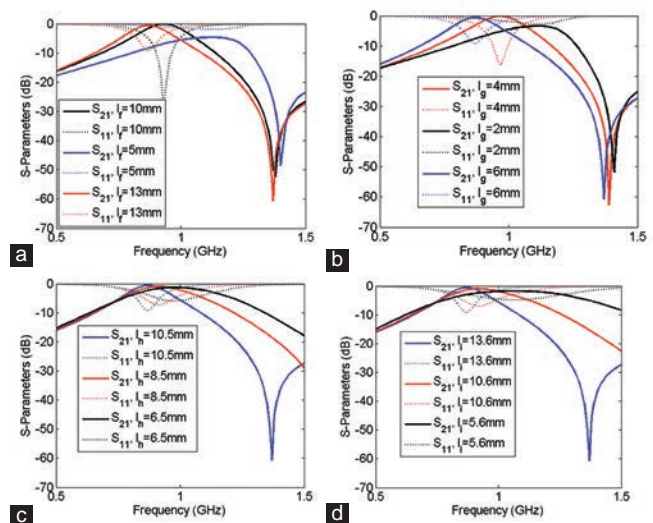 0
-10
-20
-30
-40
-50
-60
-70
S-Parameters (dB)
S21, lf=10mm
S11, lf=10mm
S21, lf=5mm
S11, lf=5mm
S21, lf=13mm
S11, lf=13mm
0.5
1
1.5
Frequency (GHz)
a
0
-10
-20
-30
-40
-50
-60
-70
S-Parameters (dB)
S21, lg=4mm
S11, lg=4mm
S21, lg=2mm
S11, lg=2mm
S21, lg=6mm
S11, lg=6mm
0.5
1
1.5
Frequency (GHz)
b
0
-10
-20
-30
-40
-50
-60
-70
S-Parameters (dB)
S21, lh=10.5mm
S11, lh=10.5mm
S21, lh=8.5mm
S11, lh=8.5mm
S21, lh=6.5mm
S11, lh=6.5mm
0.5
1
1.5
Frequency (GHz)
c
0
-10
-20
-30
-40
-50
-60
-70
S-Parameters (dB)
S21, li=13.6mm
S11, li=13.6mm
S21, li=10.6mm
S11, li=10.6mm
S21, li=5.6mm
S11, li=5.6mm
0.5
1
1.5
Frequency (GHz)
d